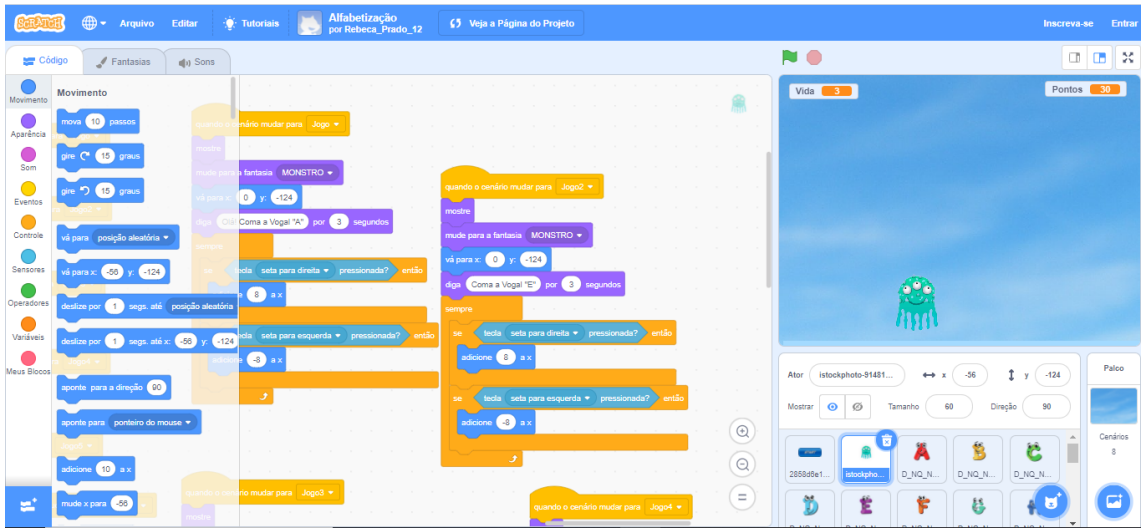 SCRATCH Arquivo Editar Tutoriais Alfabetização
por Rebeca_Prado_12
Veja a Página do Projeto Inscreva-se Entrar
Código Fantasias Sons
Movimento
Aparência
Som
Eventos
Controle
Sensores
Operadores
Variáveis
Meus Blocos
Movimento
mova 10 passos
gire 15 graus
gire 15 graus
vá para posição aleatória
vá para x: -56 y: -124
deslize por 1 segs. até posição aleatória
deslize por 1 segs. até x: -56 y: -124
aponte para a direção 90
aponte para ponteiro do mouse
adicione 10 a x
mude x para -56
quando o cenário mudar para Jogo
mostre
mude para a fantasia MONSTRO
vá para x: 0 y: -124
diga Olá! Coma a Vogal "A" por 3 segundos
sempre
se tecla seta para direita pressionada? então
8 a x
tecla seta para esquerda pressionada? então
adicione -8 a x
quando o cenário mudar para Jogo3
mostre
quando o cenário mudar para Jogo2
mostre
mude para a fantasia MONSTRO
vá para x: 0 y: -124
diga Coma a Vogal "E" por 3 segundos
sempre
se tecla seta para direita pressionada? então
adicione 8 a x
se tecla seta para esquerda pressionada? então
adicione -8 a x
quando o cenário mudar para Jogo4
Vida 3
Pontos 30
Ator istockphoto-91481... x -56 y -124
Mostrar Tamanho 60 Direção 90
2858d6e1... istockpho... D_NQ_N... D_NQ_N... D_NQ_N...
Palco
Cenários
8